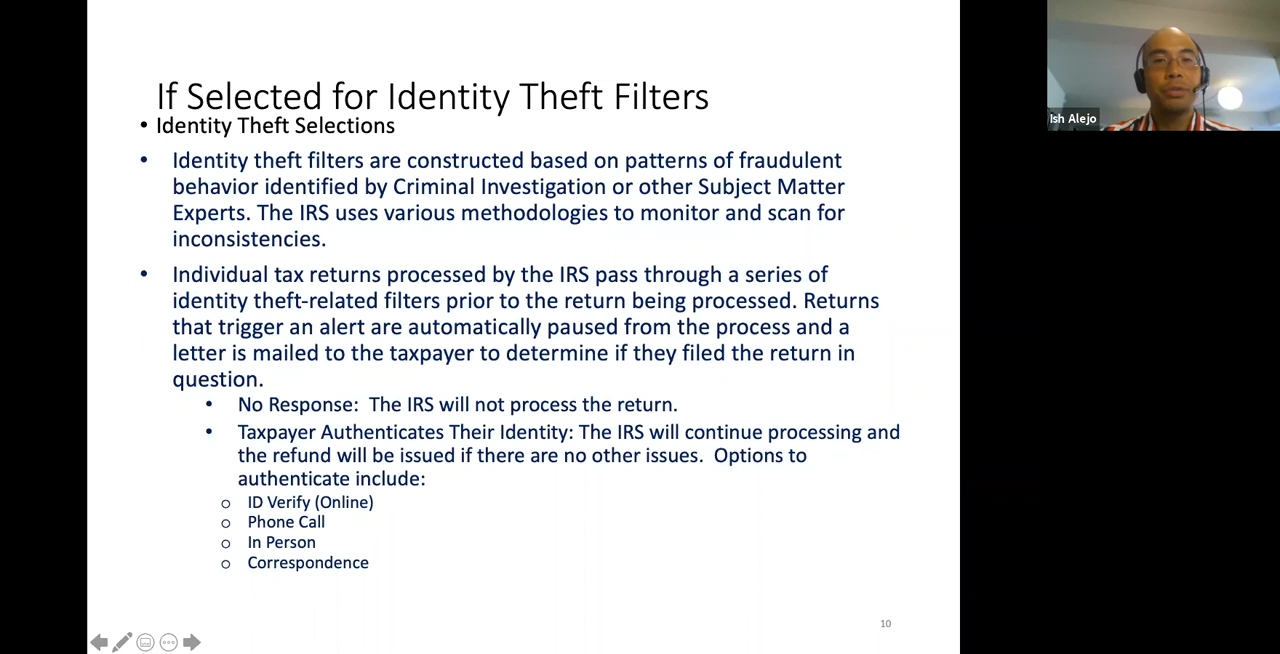 If Selected for Identity Theft Filters
• Identity Theft Selections
• Identity theft filters are constructed based on patterns of fraudulent
behavior identified by Criminal Investigation or other Subject Matter
Experts. The IRS uses various methodologies to monitor and scan for
inconsistencies.
• Individual tax returns processed by the IRS pass through a series of
identity theft-related filters prior to the return being processed. Returns
that trigger an alert are automatically paused from the process and a
letter is mailed to the taxpayer to determine if they filed the return in
question.
• No Response: The IRS will not process the return.
• Taxpayer Authenticates Their Identity: The IRS will continue processing and
the refund will be issued if there are no other issues. Options to
authenticate include:
o ID Verify (Online)
o Phone Call
o In Person
o Correspondence
10
Ish Alejo